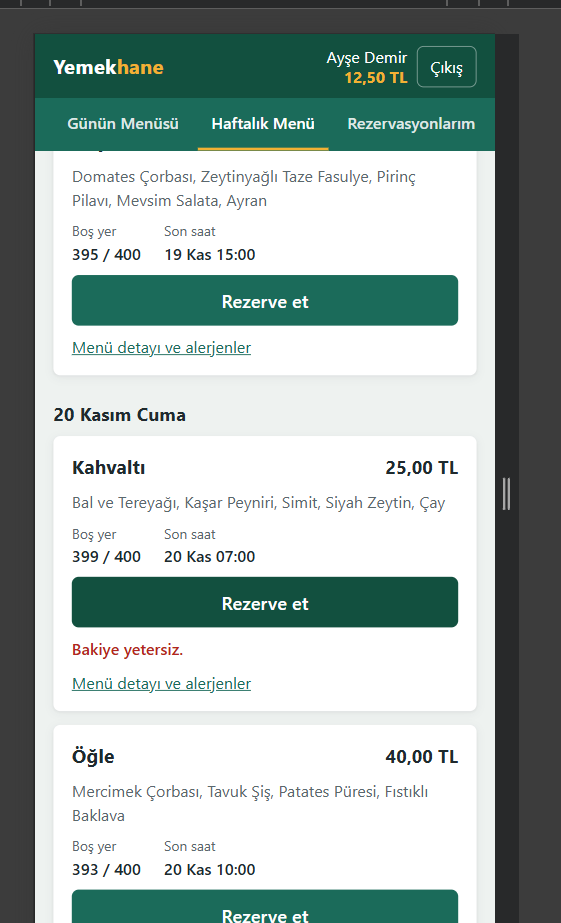 Yemekhane
Ayşe Demir
12,50 TL
Çıkış
Günün Menüsü
Haftalık Menü
Rezervasyonlarım
Domates Çorbası, Zeytinyağlı Taze Fasulye, Pirinç
Pilavı, Mevsim Salata, Ayran
Boş yer
Son saat
395 / 400
19 Kas 15:00
Rezerve et
Menü detayı ve alerjenler
20 Kasım Cuma
Kahvaltı
25,00 TL
Bal ve Tereyağı, Kaşar Peyniri, Simit, Siyah Zeytin, Çay
Boş yer
Son saat
399 / 400
20 Kas 07:00
Rezerve et
Bakiye yetersiz.
Menü detayı ve alerjenler
Öğle
40,00 TL
Mercimek Çorbası, Tavuk Şiş, Patates Püresi, Fıstıklı
Baklava
Boş yer
Son saat
393 / 400
20 Kas 10:00
Rezerve et